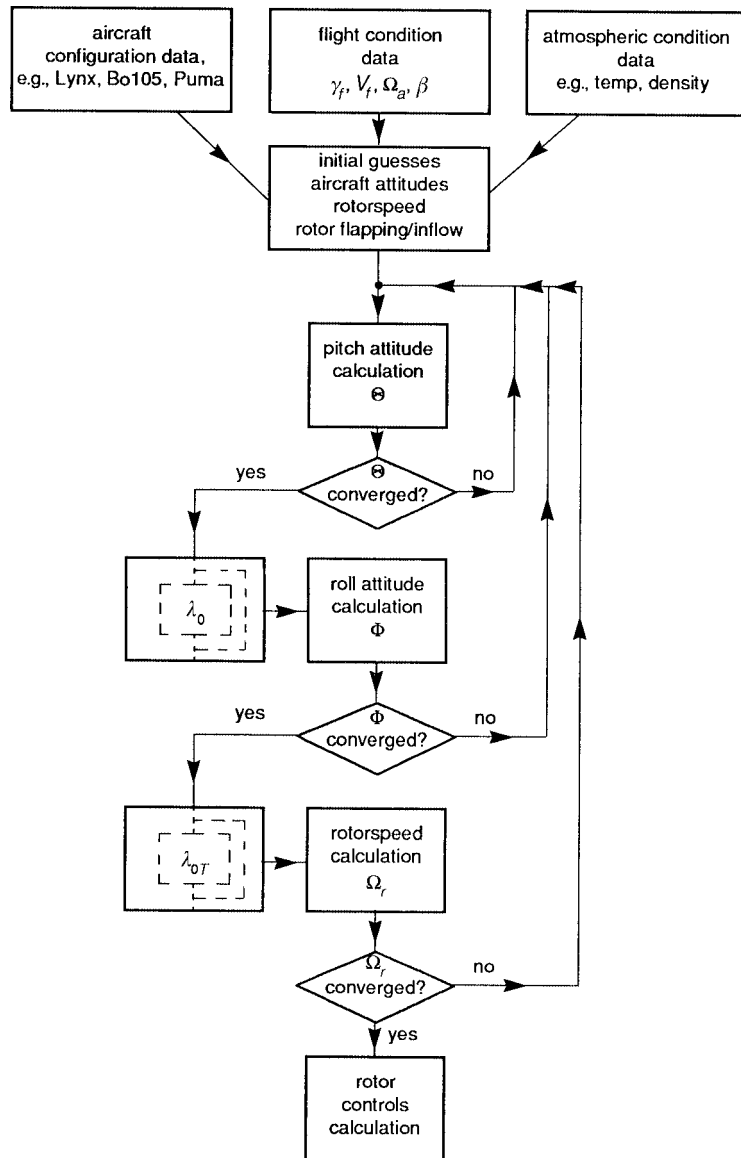 aircraft
configuration data,
e.g., Lynx, Bo105, Puma
flight condition
data
γf, Vf, Ωa, β
atmospheric condition
data
e.g., temp, density
initial guesses
aircraft attitudes
rotorspeed
rotor flapping/inflow
pitch attitude
calculation
Θ
yes
Θ
converged?
no
λ0
roll attitude
calculation
Φ
yes
Φ
converged?
no
λ0T
rotorspeed
calculation
Ωr
Ωr
converged?
no
yes
rotor
controls
calculation